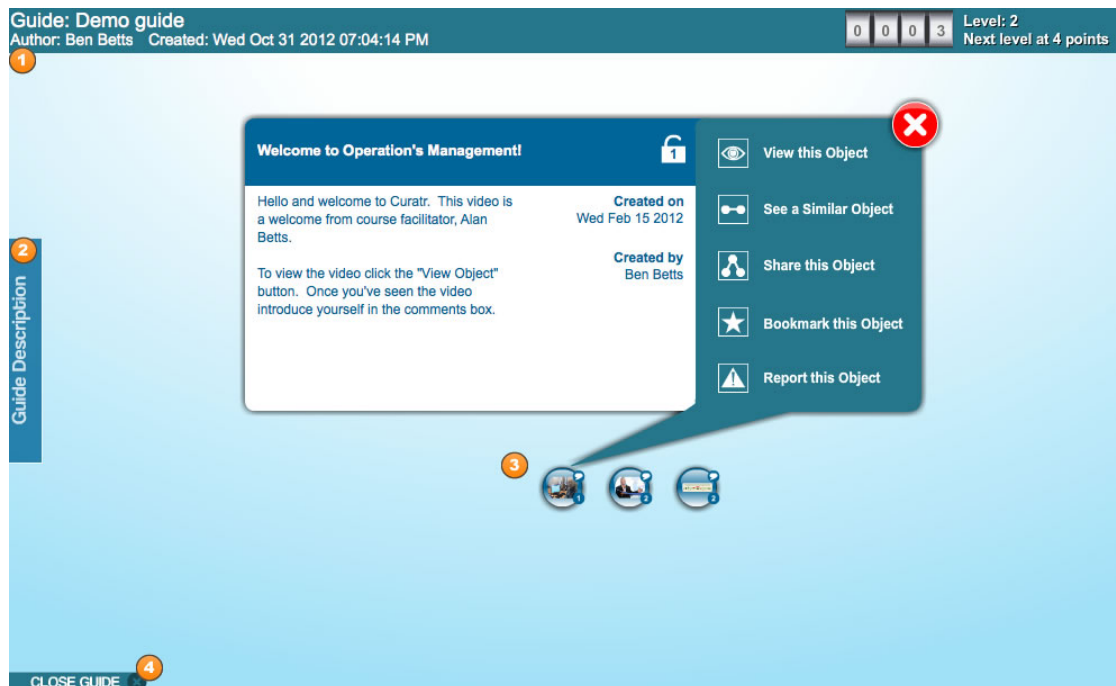 Guide: Demo guide
Author: Ben Betts Created: Wed Oct 31 2012 07:04:14 PM
0 0 0 3
Level: 2
Next level at 4 points
1
Welcome to Operation's Management!
1
Hello and welcome to Curatr. This video is
a welcome from course facilitator, Alan
Betts.
To view the video click the "View Object"
button. Once you've seen the video
introduce yourself in the comments box.
Created on
Wed Feb 15 2012
Created by
Ben Betts
View this Object
See a Similar Object
Share this Object
Bookmark this Object
Report this Object
2
Guide Description
3
1
2
2
4
CLOSE GUIDE